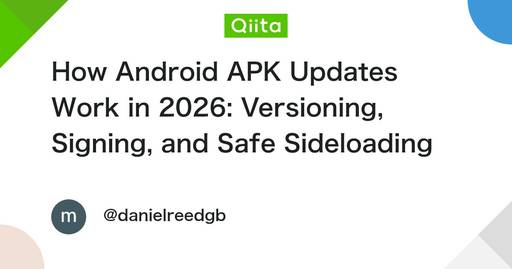 Qiita
How Android APK Updates
Work in 2026: Versioning,
Signing, and Safe Sideloading
m
@danielreedgb